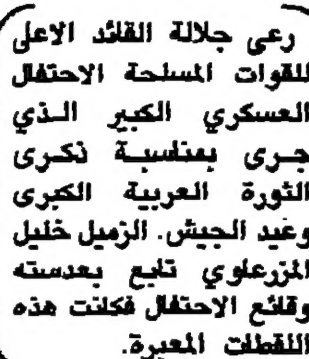 رعى جلالة القائد الاعلى
للقوات المسلحة الاحتفال
العسكري الكبير الذي
جرى بمناسبة ذكرى
الثورة العربية الكبرى
وعيد الجيش. الزميل خليل
المزرعاوي تابع بعدسته
وقائع الاحتفال فكانت هذه
اللقطات المعبرة.